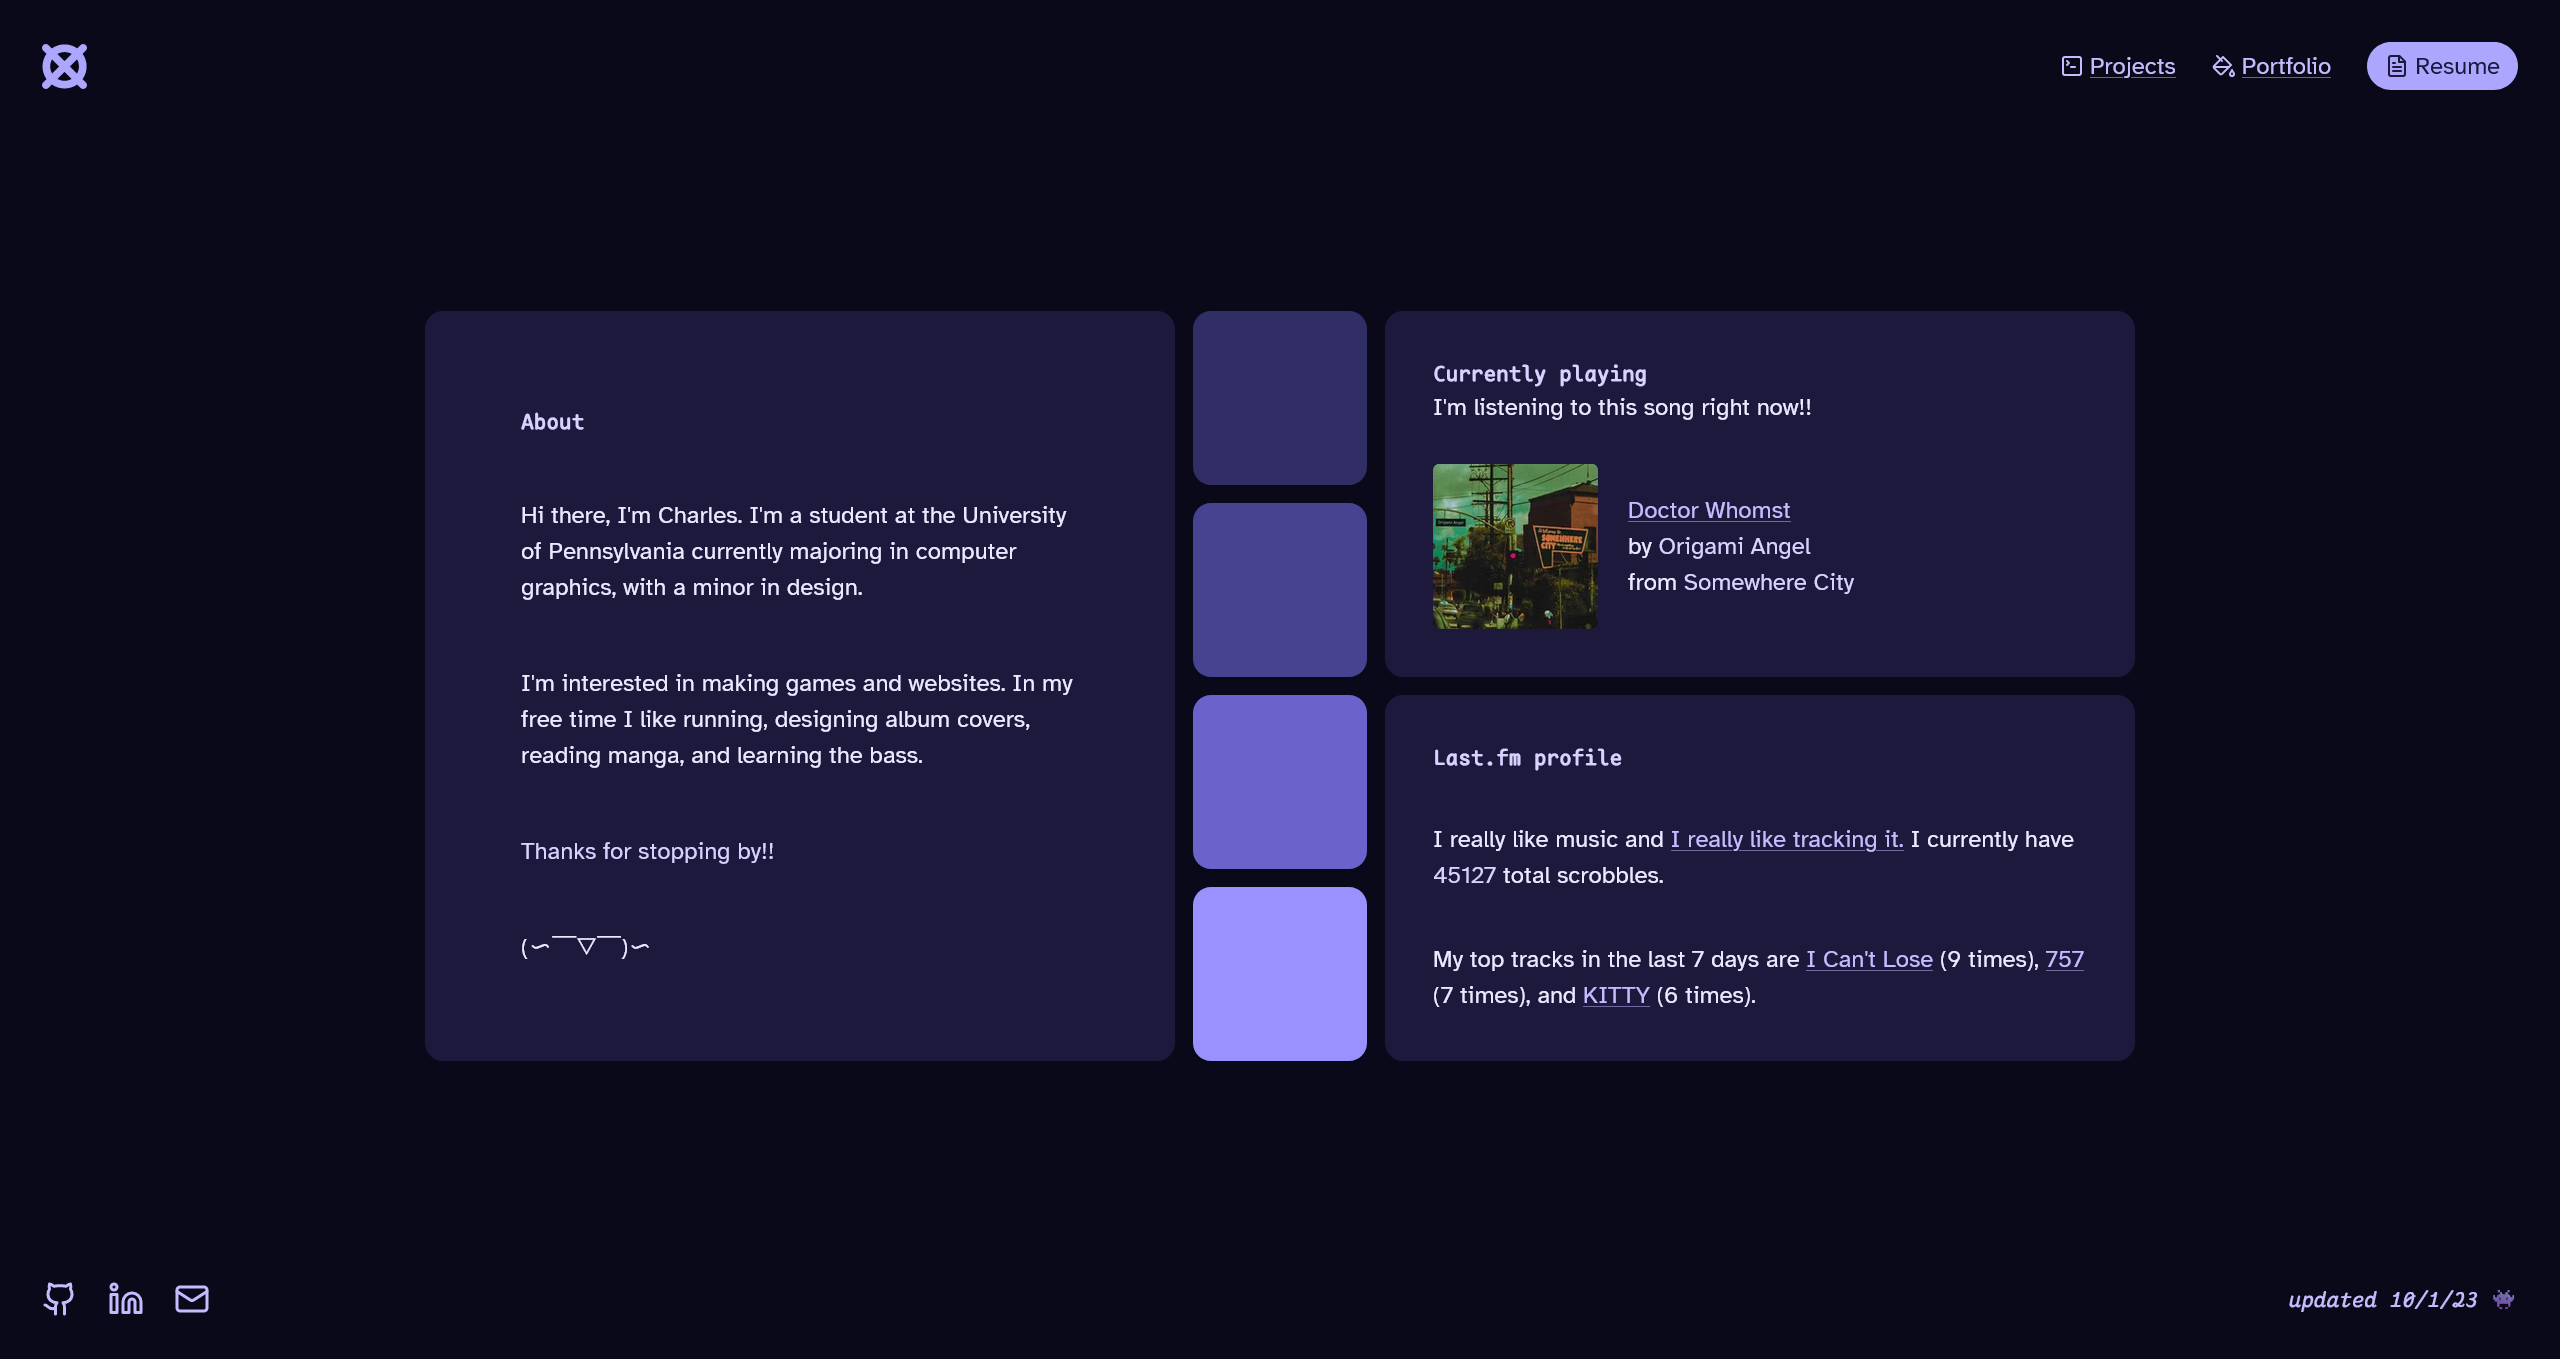 Projects
Portfolio
Resume
About
Hi there, I'm Charles. I'm a student at the University
of Pennsylvania currently majoring in computer
graphics, with a minor in design.
I'm interested in making games and websites. In my
free time I like running, designing album covers,
reading manga, and learning the bass.
Thanks for stopping by!!
(∽¯¯▽¯¯)∽
Currently playing
I'm listening to this song right now!!
Origami Angel
SOMEWHERE
CITY
Doctor Whomst
by Origami Angel
from Somewhere City
Last.fm profile
I really like music and I really like tracking it. I currently have
45127 total scrobbles.
My top tracks in the last 7 days are I Can't Lose (9 times), 757
(7 times), and KITTY (6 times).
in
updated 10/1/23 👾